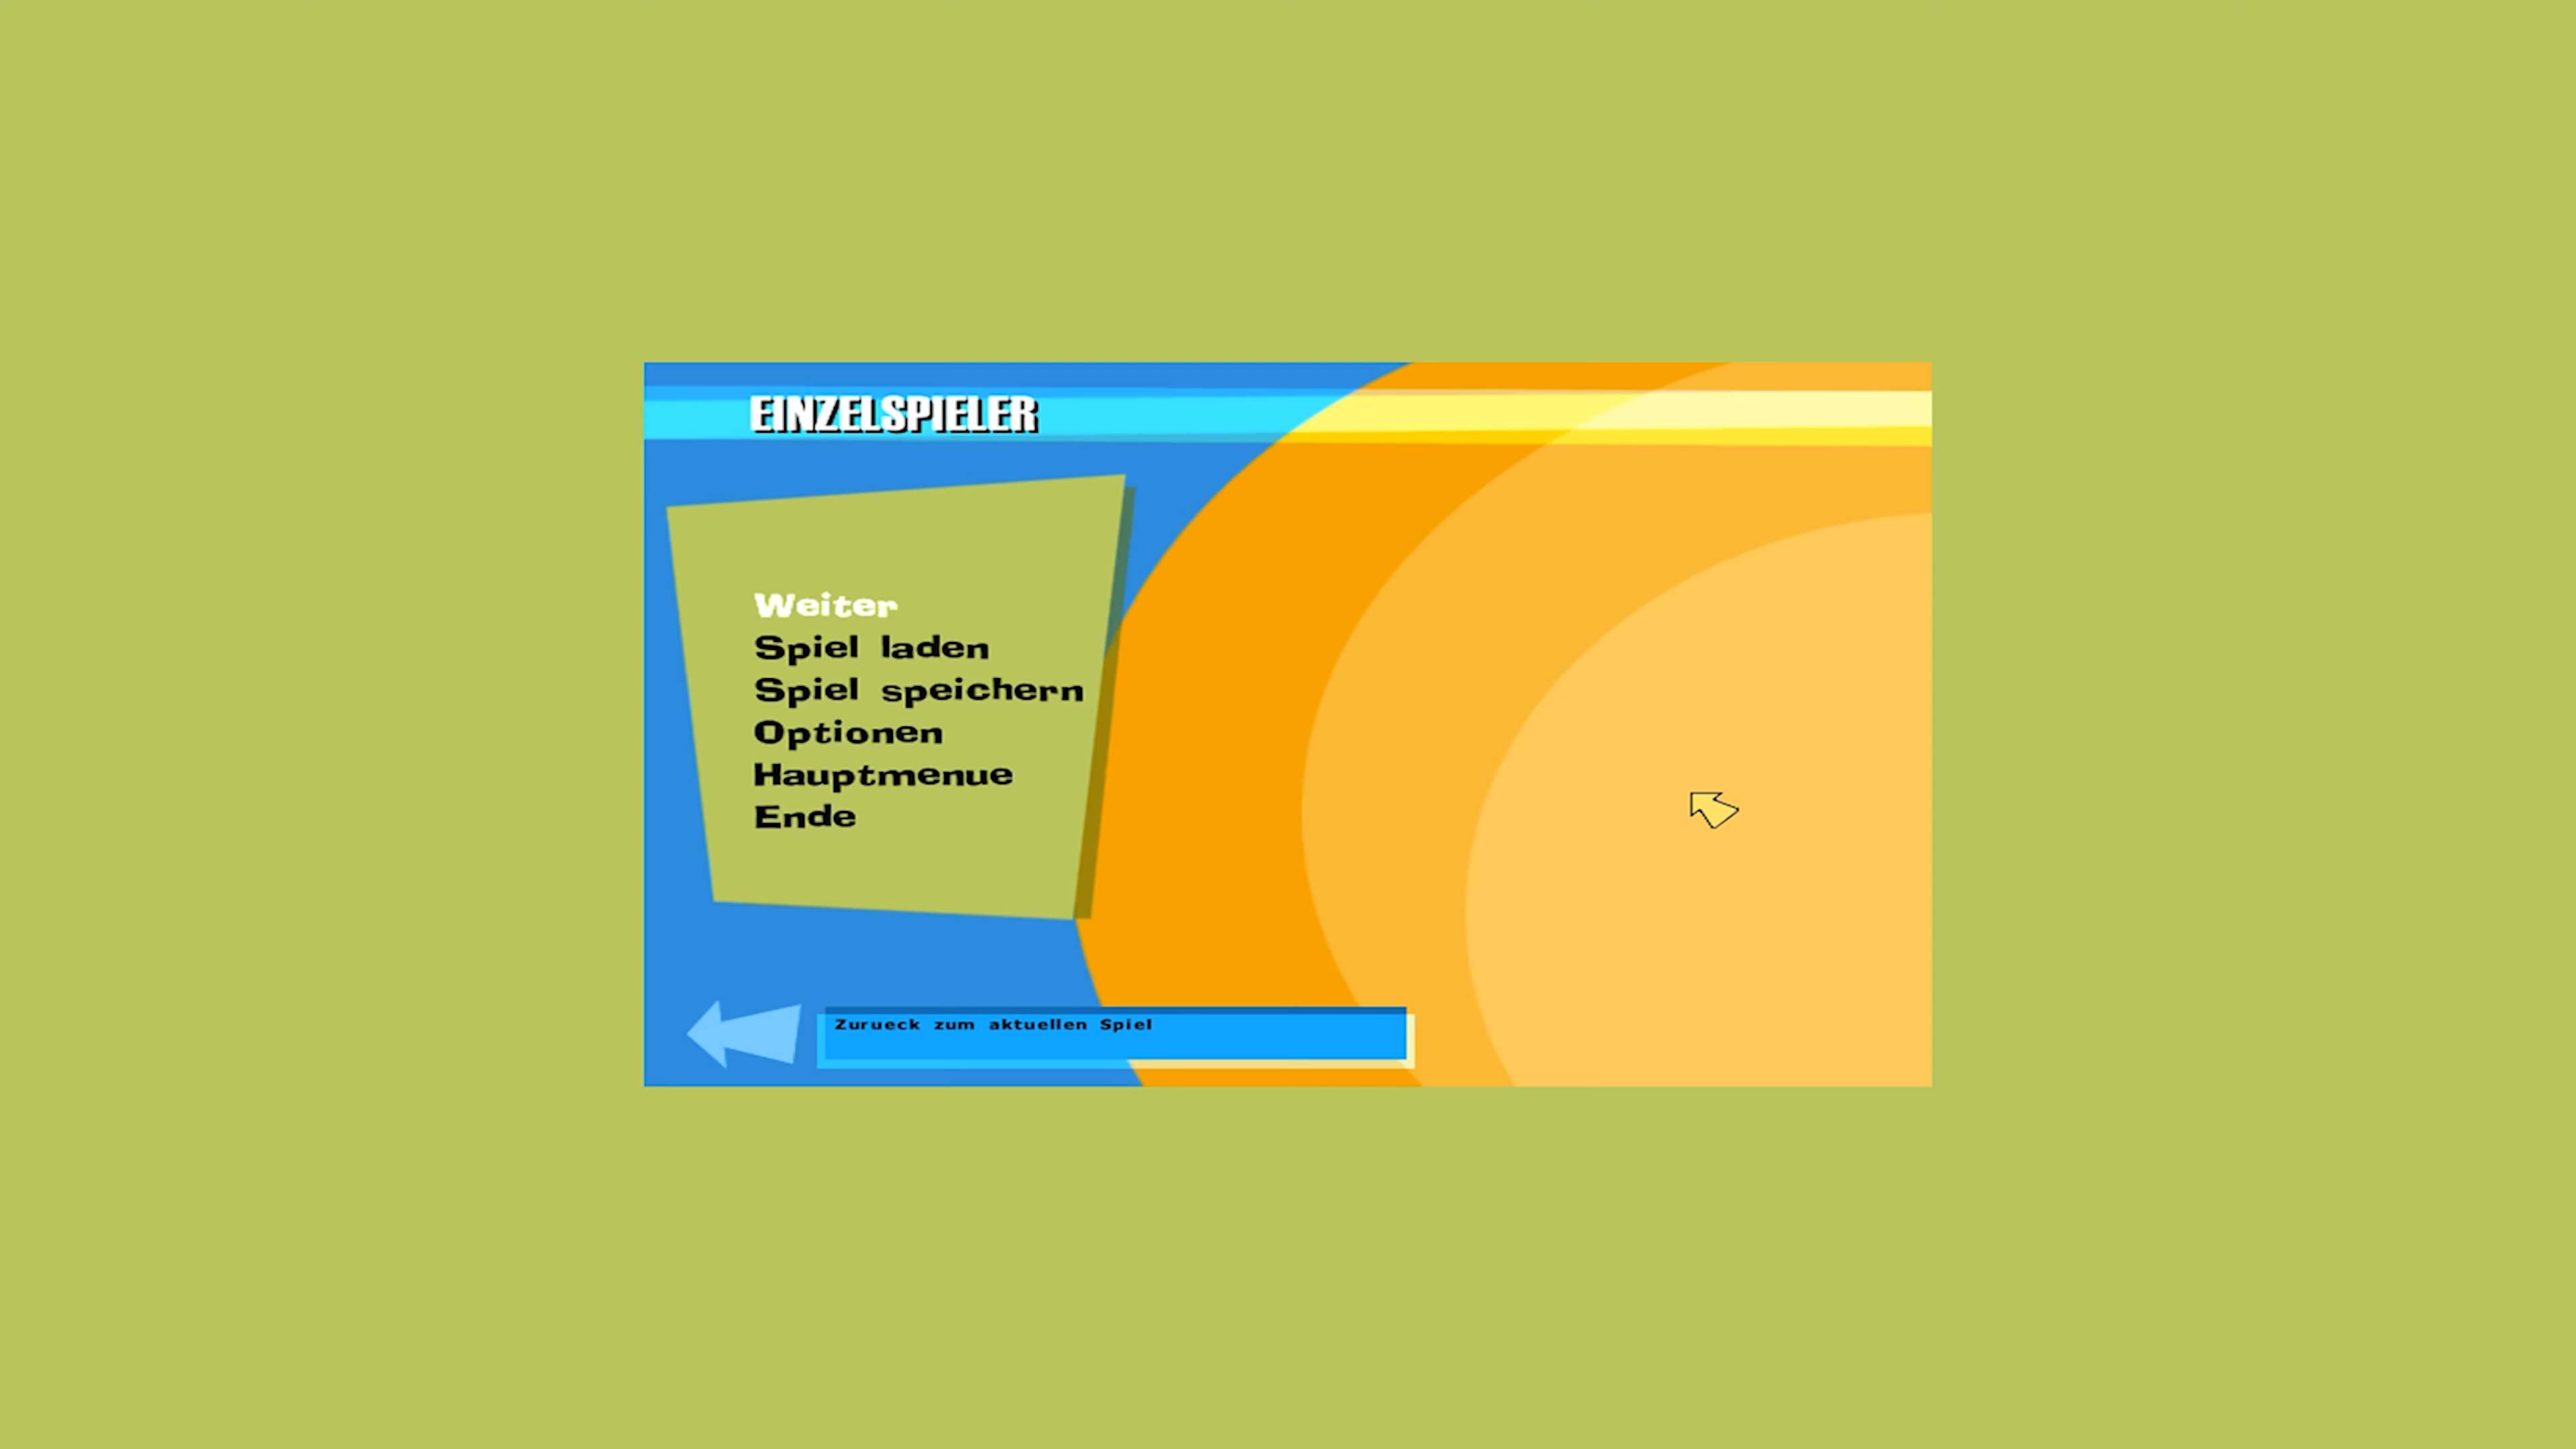 EINZELSPIELER
Weiter
Spiel laden
Spiel speichern
Optionen
Hauptmenue
Ende
Zurueck zum aktuellen Spiel